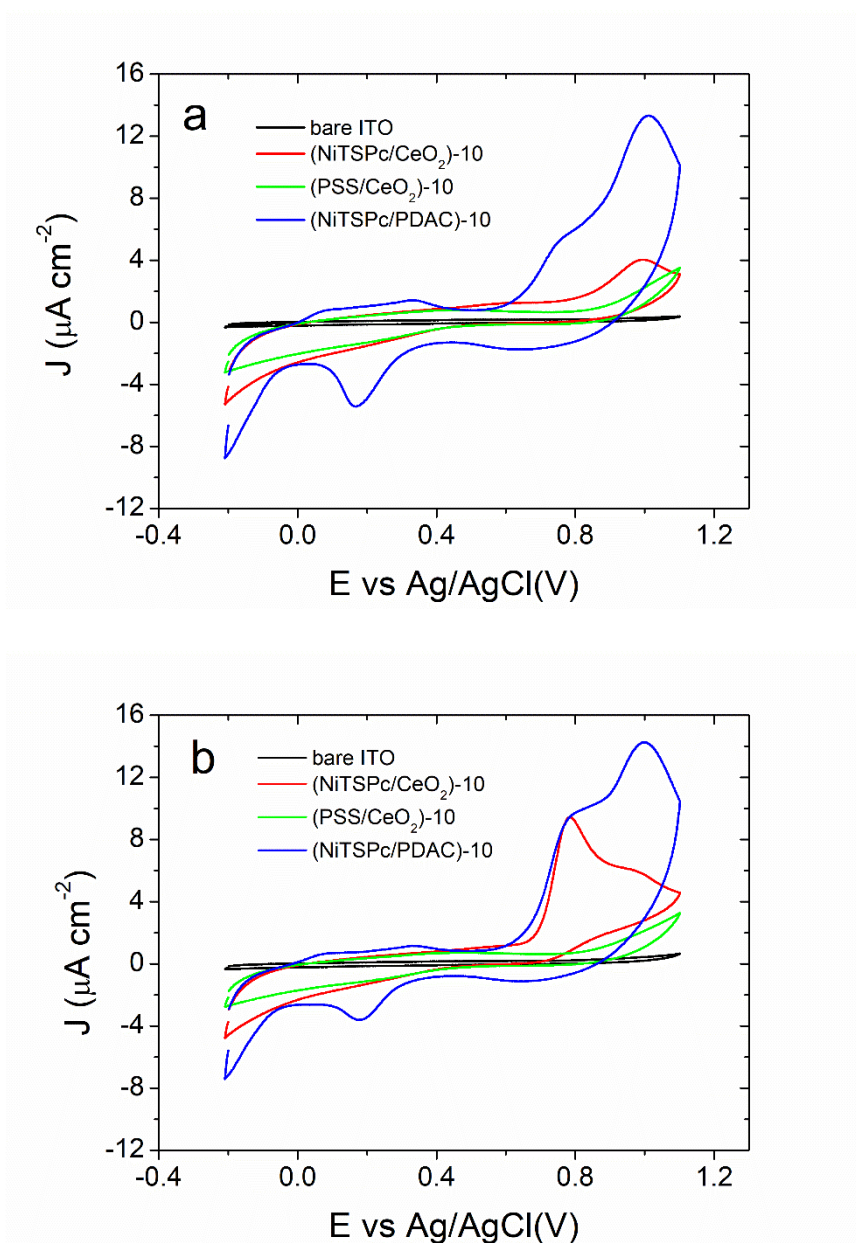 16
12
8
4
0
-4
-8
-12
a
bare ITO
(NiTSPc/CeO₂)-10
(PSS/CeO₂)-10
(NiTSPc/PDAC)-10
J (μA cm⁻²)
-0.4 0.0 0.4 0.8 1.2
E vs Ag/AgCl(V)
16
12
8
4
0
-4
-8
-12
b
bare ITO
(NiTSPc/CeO₂)-10
(PSS/CeO₂)-10
(NiTSPc/PDAC)-10
J (μA cm⁻²)
-0.4 0.0 0.4 0.8 1.2
E vs Ag/AgCl(V)